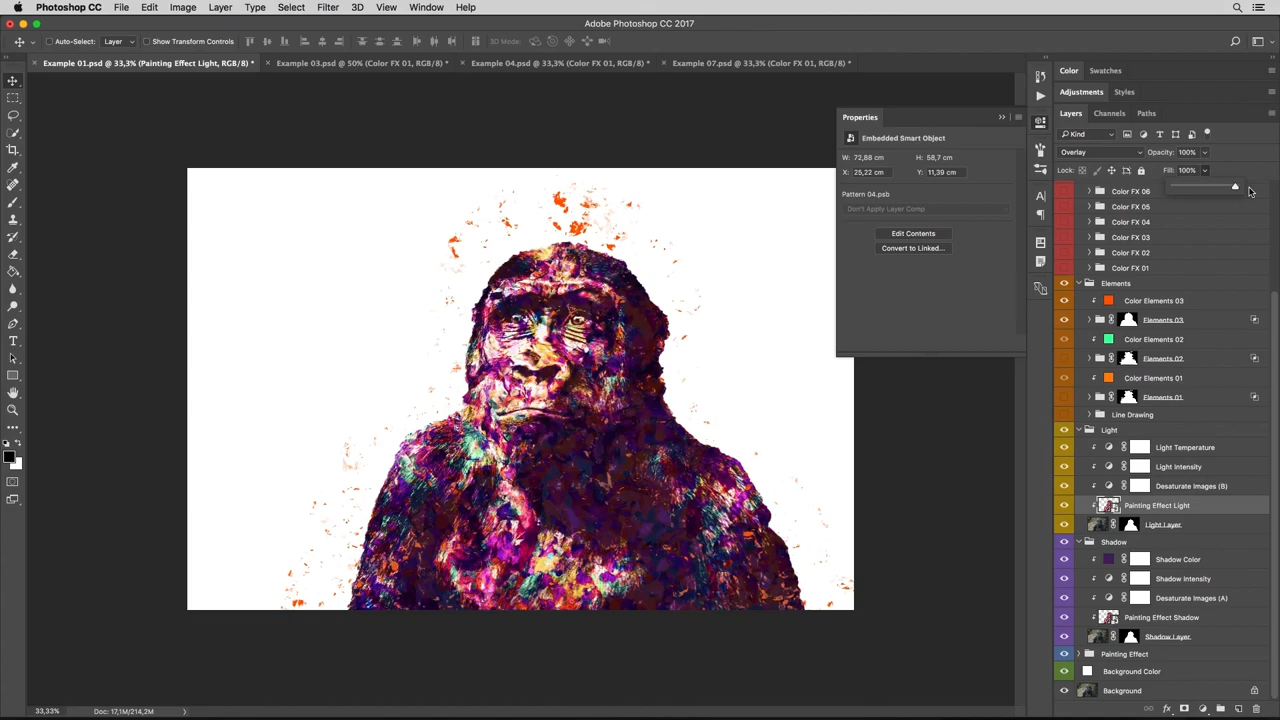 Photoshop CC File Edit Image Layer Type Select Filter 3D View Window Help
Adobe Photoshop CC 2017
Auto-Select: Layer Show Transform Controls 3D Mode:
Example 01.psd @ 33,3% (Painting Effect Light, RGB/8) * Example 03.psd @ 50% (Color FX 01, RGB/8) * Example 04.psd @ 33,3% (Color FX 01, RGB/8) * Example 07.psd @ 33,3% (Color FX 01, RGB/8) *
Properties
Embedded Smart Object
W: 72,88 cm H: 58,7 cm
X: 25,22 cm Y: 11,39 cm
Pattern 04.psb
Don't Apply Layer Comp
Edit Contents
Convert to Linked...
Color Swatches
Adjustments Styles
Layers Channels Paths
Kind
Overlay Opacity: 100%
Lock: Fill: 100%
Color FX 06
Color FX 05
Color FX 04
Color FX 03
Color FX 02
Color FX 01
Elements
Color Elements 03
Elements 03
Color Elements 02
Elements 02
Color Elements 01
Elements 01
Line Drawing
Light
Light Temperature
Light Intensity
Desaturate Images (B)
Painting Effect Light
Light Layer
Shadow
Shadow Color
Shadow Intensity
Desaturate Images (A)
Painting Effect Shadow
Shadow Layer
Painting Effect
Background Color
Background
33,33% Doc: 17,1M/214,2M